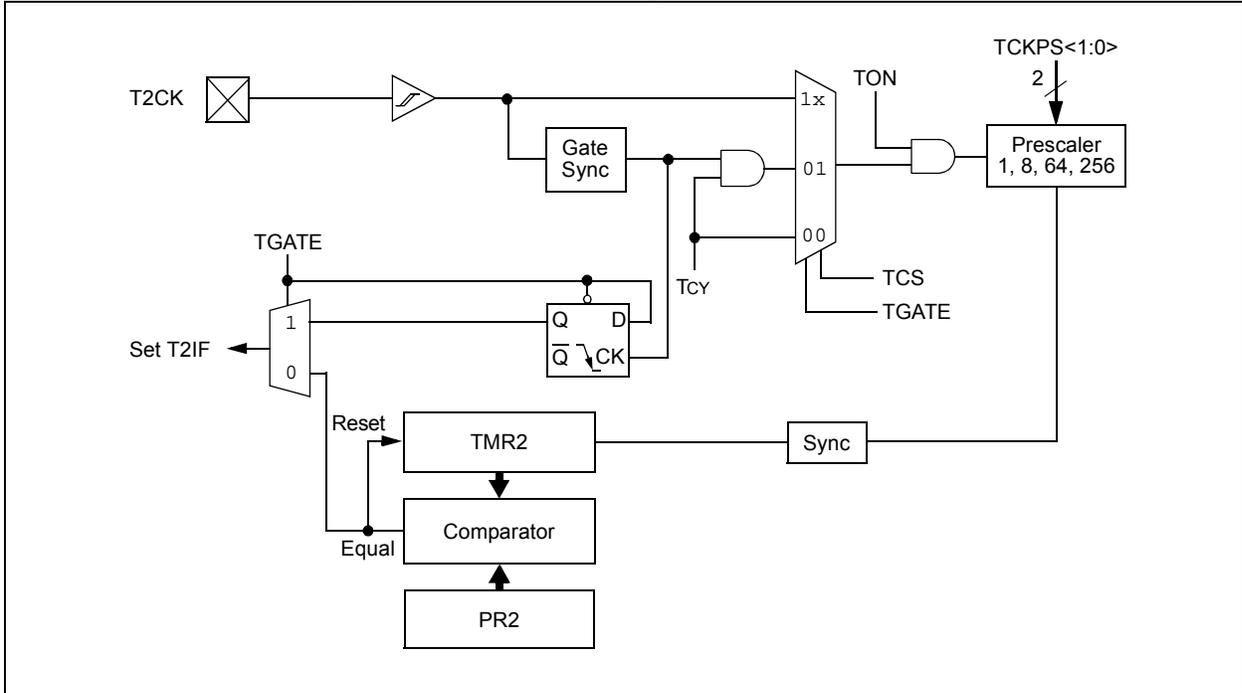 TCKPS<1:0>
2
TON
T2CK
1x
Prescaler
1, 8, 64, 256
Gate
Sync
01
00
TGATE
TCY
TCS
TGATE
1
Q
D
Set T2IF
Q
CK
0
Reset
TMR2
Sync
Comparator
Equal
PR2